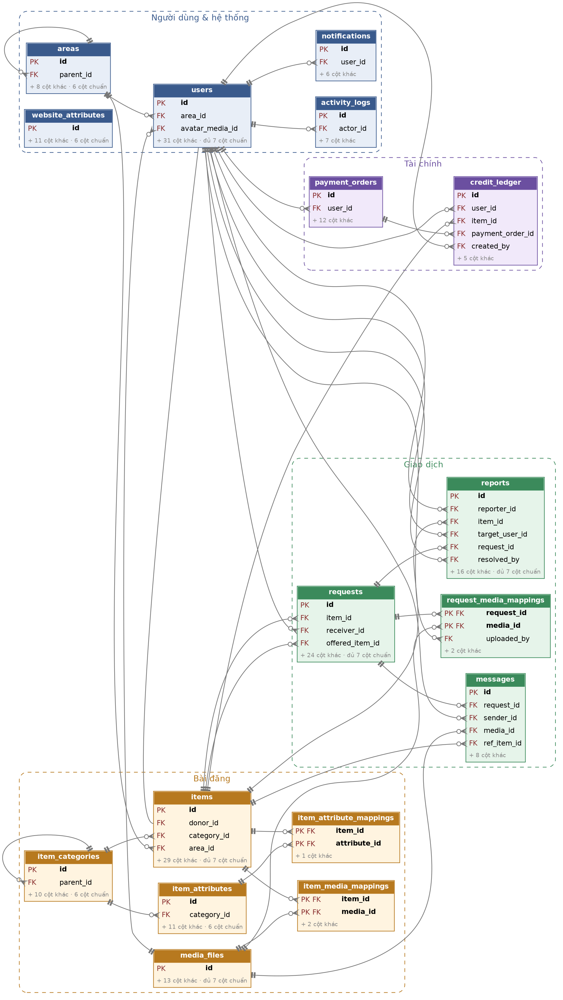 Người dùng & hệ thống
areas
PK id
FK parent_id
+ 8 cột khác · 6 cột chuẩn
website_attributes
PK id
+ 11 cột khác · 6 cột chuẩn
users
PK id
FK area_id
FK avatar_media_id
+ 31 cột khác · đủ 7 cột chuẩn
notifications
PK id
FK user_id
+ 6 cột khác
activity_logs
PK id
FK actor_id
+ 7 cột khác
Tài chính
payment_orders
PK id
FK user_id
+ 12 cột khác
credit_ledger
PK id
FK user_id
FK item_id
FK payment_order_id
FK created_by
+ 5 cột khác
Giao dịch
reports
PK id
FK reporter_id
FK item_id
FK target_user_id
FK request_id
FK resolved_by
+ 16 cột khác · đủ 7 cột chuẩn
requests
PK id
FK item_id
FK receiver_id
FK offered_item_id
+ 24 cột khác · đủ 7 cột chuẩn
request_media_mappings
PK FK request_id
PK FK media_id
FK uploaded_by
+ 2 cột khác
messages
PK id
FK request_id
FK sender_id
FK media_id
FK ref_item_id
+ 8 cột khác
Bài đăng
items
PK id
FK donor_id
FK category_id
FK area_id
+ 29 cột khác · đủ 7 cột chuẩn
item_categories
PK id
FK parent_id
+ 10 cột khác · 6 cột chuẩn
item_attributes
PK id
FK category_id
+ 11 cột khác · 6 cột chuẩn
media_files
PK id
+ 13 cột khác · đủ 7 cột chuẩn
item_attribute_mappings
PK FK item_id
PK FK attribute_id
+ 1 cột khác
item_media_mappings
PK FK item_id
PK FK media_id
+ 2 cột khác